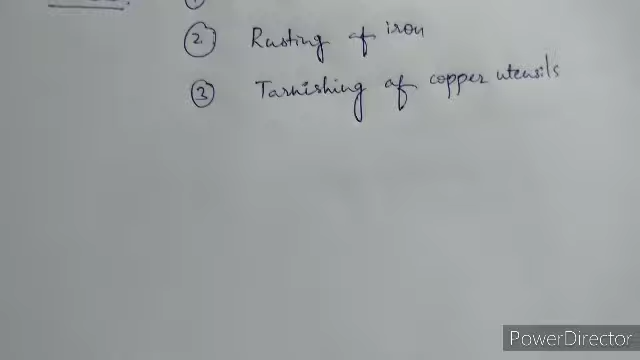 ② Rusting of iron
③ Tarnishing of copper utensils
PowerDirector